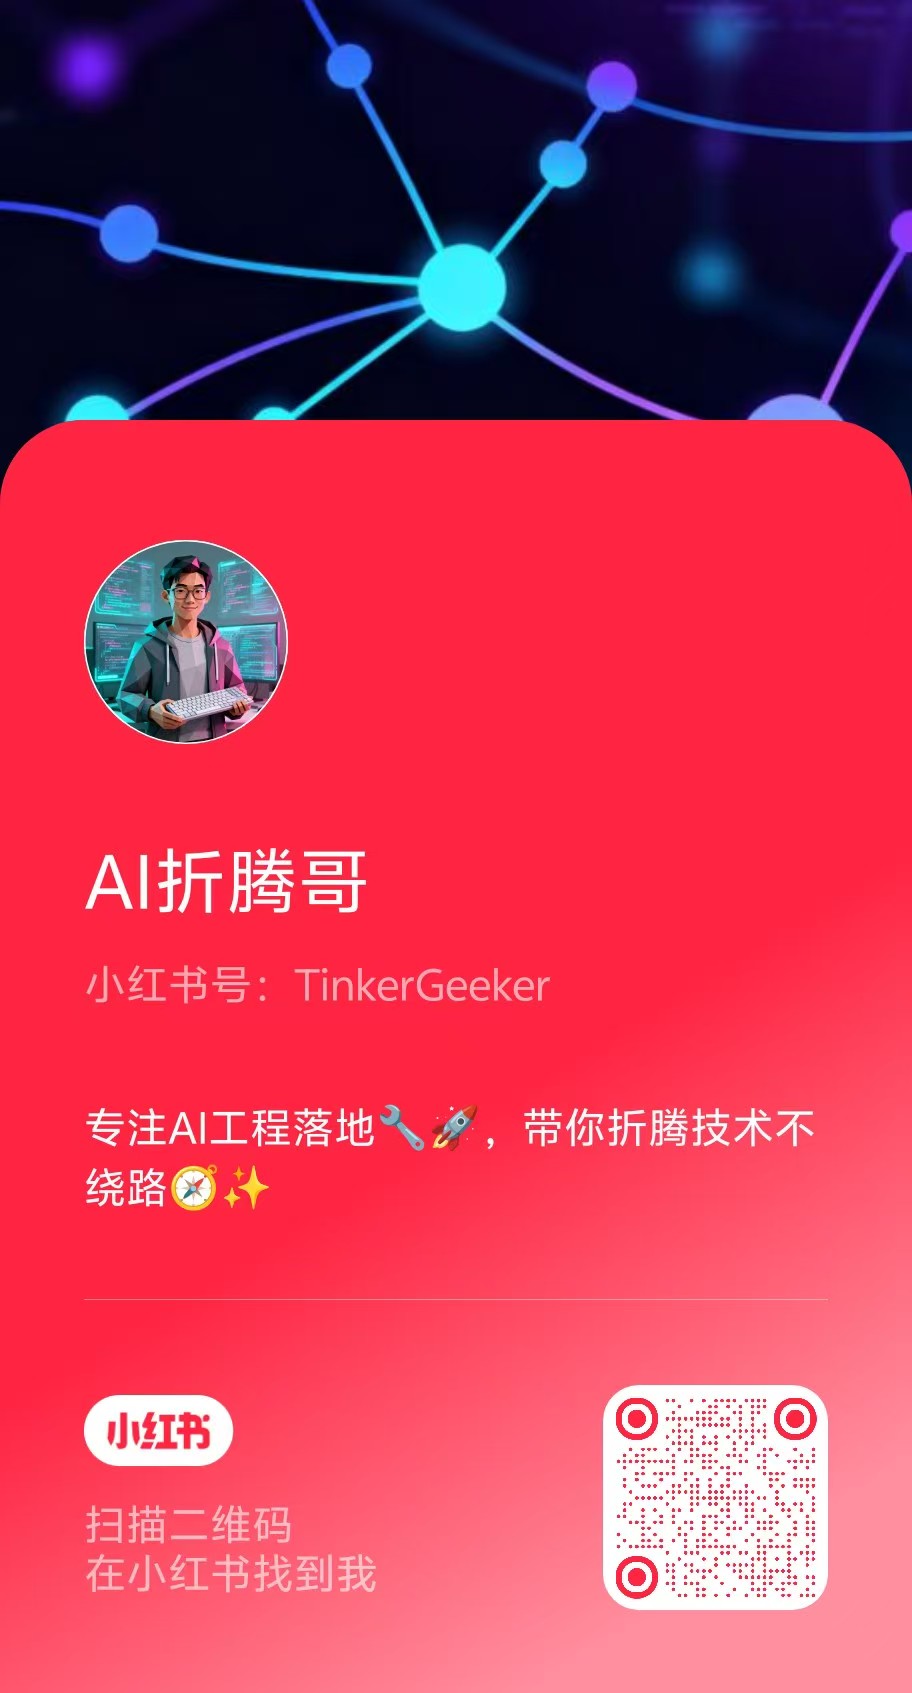 AI折腾哥
小红书号：TinkerGeeker
专注AI工程落地🔧🚀，带你折腾技术不
绕路🧭✨
小红书
扫描二维码
在小红书找到我